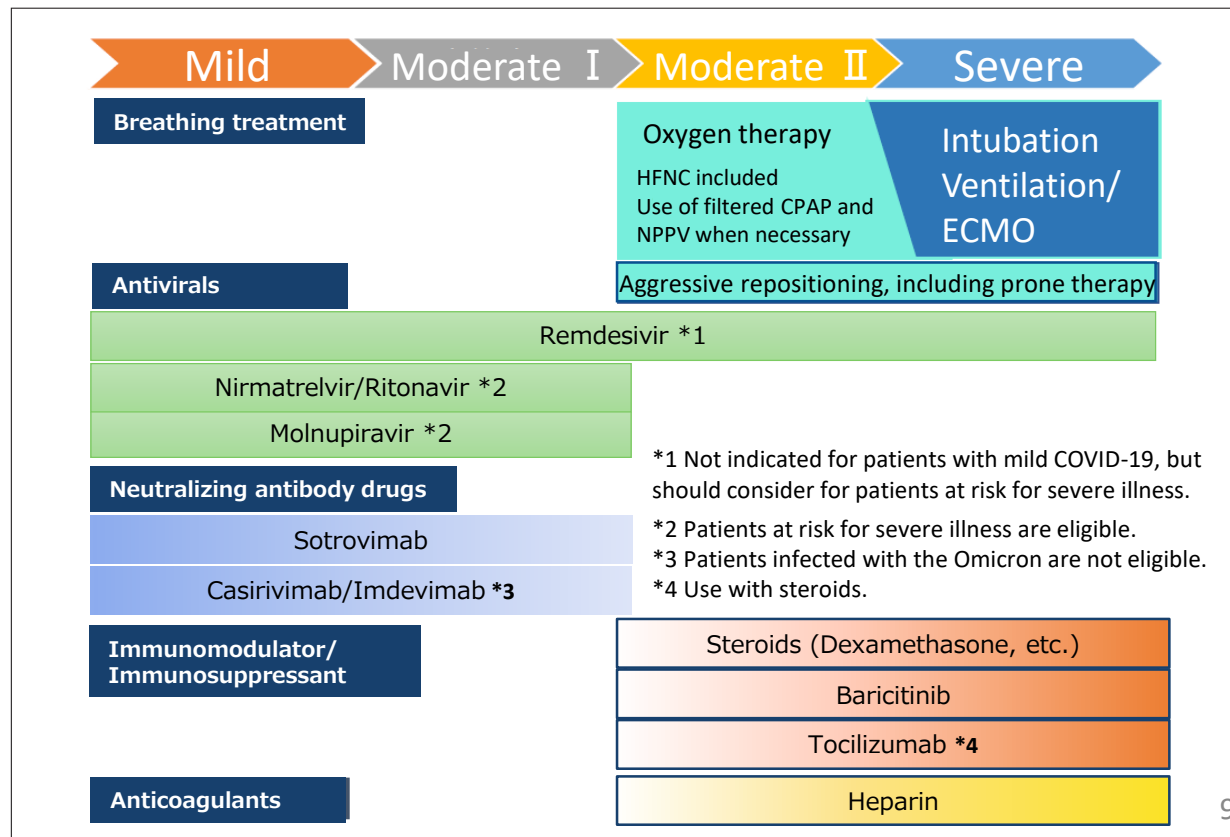 Mild
Moderate Ⅰ
Moderate Ⅱ
Severe
Breathing treatment
Oxygen therapy
HFNC included
Use of filtered CPAP and
NPPV when necessary
Intubation
Ventilation/
ECMO
Aggressive repositioning, including prone therapy
Antivirals
Remdesivir *1
Nirmatrelvir/Ritonavir *2
Molnupiravir *2
*1 Not indicated for patients with mild COVID-19, but
should consider for patients at risk for severe illness.
*2 Patients at risk for severe illness are eligible.
*3 Patients infected with the Omicron are not eligible.
*4 Use with steroids.
Neutralizing antibody drugs
Sotrovimab
Casirivimab/Imdevimab *3
Immunomodulator/
Immunosuppressant
Steroids (Dexamethasone, etc.)
Baricitinib
Tocilizumab *4
Anticoagulants
Heparin
9